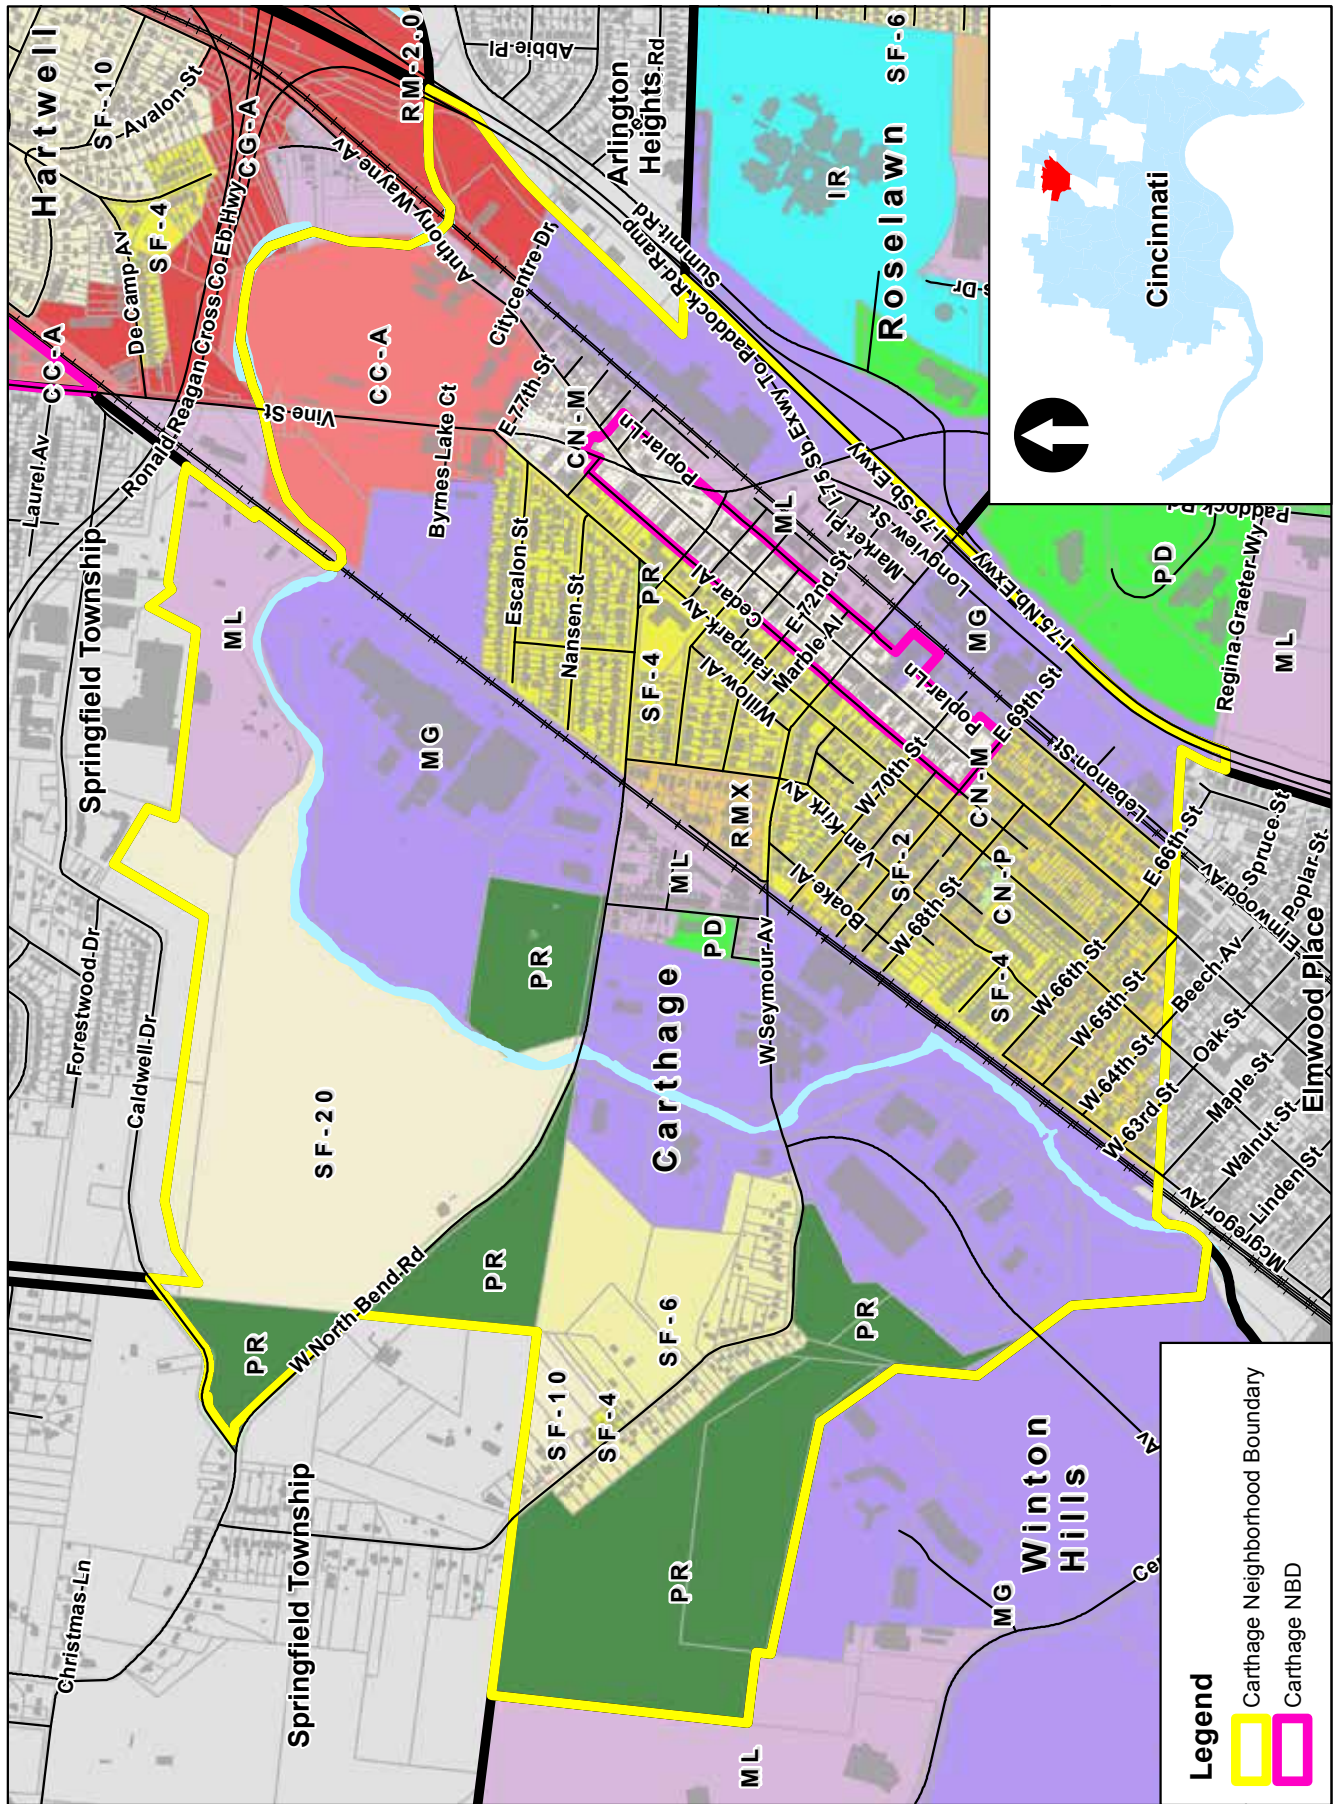 Hartwell
SF-10
Avalon-St
SF-4
De Camp-Av
CC-A
Ronald-Reagan-Cross-Co-Eb-Hwy
CG-A
RM-2.0
Abbie-Pl
Arlington
Heights-Rd
Anthony-Wayne Av
Citycentre-Dr
Summit-Rd
IR
SF-6
Roselawn
Laurel-Av
Springfield Township
Vine-St
CC-A
Byrnes-Lake Ct
E-77th-St
CN-M
Poplar-Ln
I-75-Sb-Exwy-To-Paddock-Rd-Ramp
ML
Escalon-St
Nansen-St
PR
SF-4
Cedar-Al
Fairpark-Av
Willow-Al
E-72nd-St
Marble-Al
ML
Market-Pl
Longview-St
I-75-Sb-Exwy
I-75-Nb-Exwy
MG
PD
Paddock-Rd
Regina-Graeter-Wy
ML
MG
Poplar-Ln
E-69th-St
CN-M
W-70th-St
Van-Kirk Av
RMX
ML
PD
Boake-Al
SF-2
W-68th-St
CN-P
SF-4
Lebanon-St
E-66th-St
W-66th-St
W-65th-St
W-64th-St
W-63rd-St
Elmwood-Av
Spruce-St
Poplar-St
Beech-Av
Oak-St
Maple-St
Walnut-St
Linden-St
Mcgregor-Av
Elmwood Place
Forestwood-Dr
Caldwell-Dr
SF-20
PR
Carthage
W-Seymour-Av
PR
W-North-Bend-Rd
PR
SF-6
SF-10
SF-4
PR
PR
Christmas-Ln
Springfield Township
Winton
Hills
MG
Av
ML
Cincinnati
Legend
Carthage Neighborhood Boundary
Carthage NBD